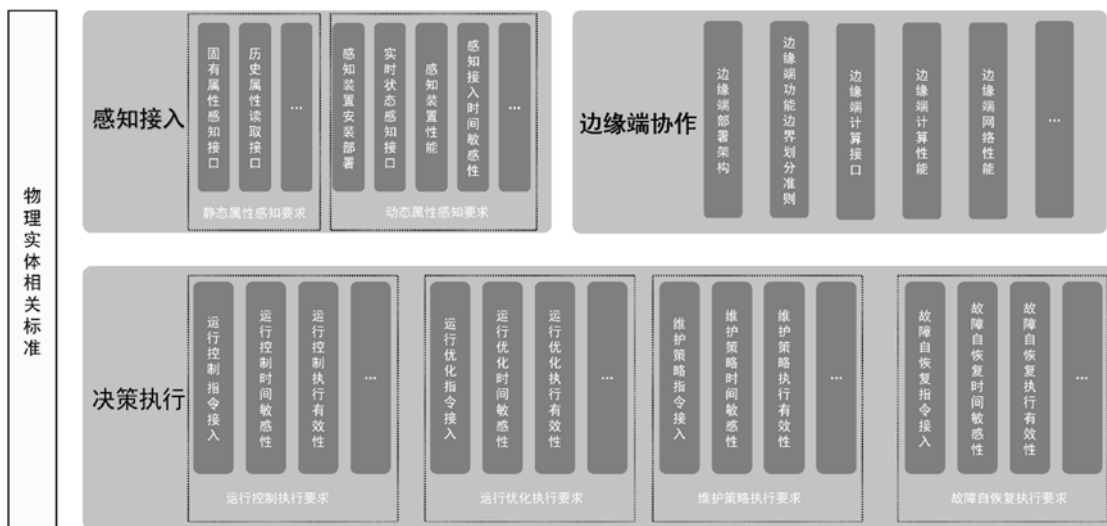 物理实体相关标准
感知接入
固有属性感知接口
历史属性读取接口
...
静态属性感知要求
感知装置安装部署
实时状态感知接口
感知装置性能
感知接入时间敏感性
...
动态属性感知要求
边缘端协作
边缘端部署架构
边缘端功能边界划分准则
边缘端计算接口
边缘端计算性能
边缘端网络性能
...
决策执行
运行控制指令接入
运行控制时间敏感性
运行控制执行有效性
...
运行控制执行要求
运行优化指令接入
运行优化时间敏感性
运行优化执行有效性
...
运行优化执行要求
维护策略指令接入
维护策略时间敏感性
维护策略执行有效性
...
维护策略执行要求
故障自恢复指令接入
故障自恢复时间敏感性
故障自恢复执行有效性
...
故障自恢复执行要求